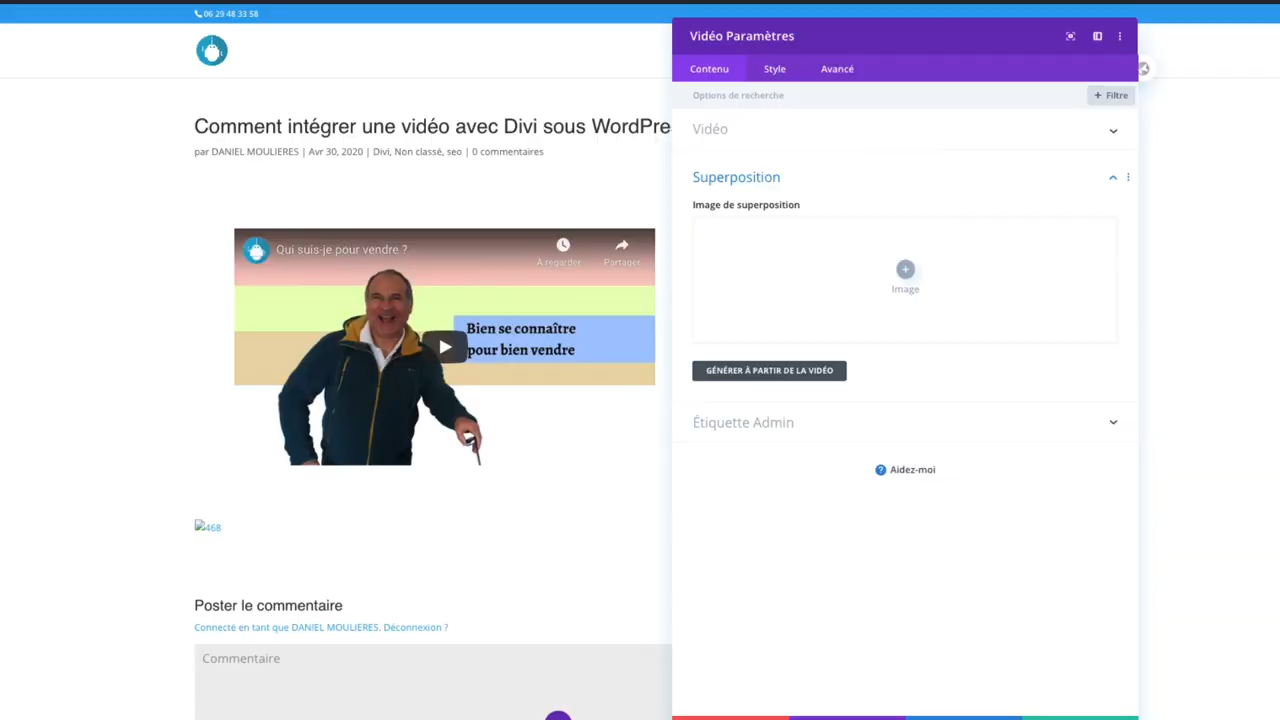 06 29 48 33 58
Vidéo Paramètres
Contenu
Style
Avancé
Options de recherche
+ Filtre
Comment intégrer une vidéo avec Divi sous WordPre
par DANIEL MOULIERES | Avr 30, 2020 | Divi, Non classé, seo | 0 commentaires
Vidéo
Superposition
Image de superposition
Image
GÉNÉRER À PARTIR DE LA VIDÉO
Étiquette Admin
Aidez-moi
Qui suis-je pour vendre ?
À regarder
Partager
Bien se connaître
pour bien vendre
468
Poster le commentaire
Connecté en tant que DANIEL MOULIERES. Déconnexion ?
Commentaire